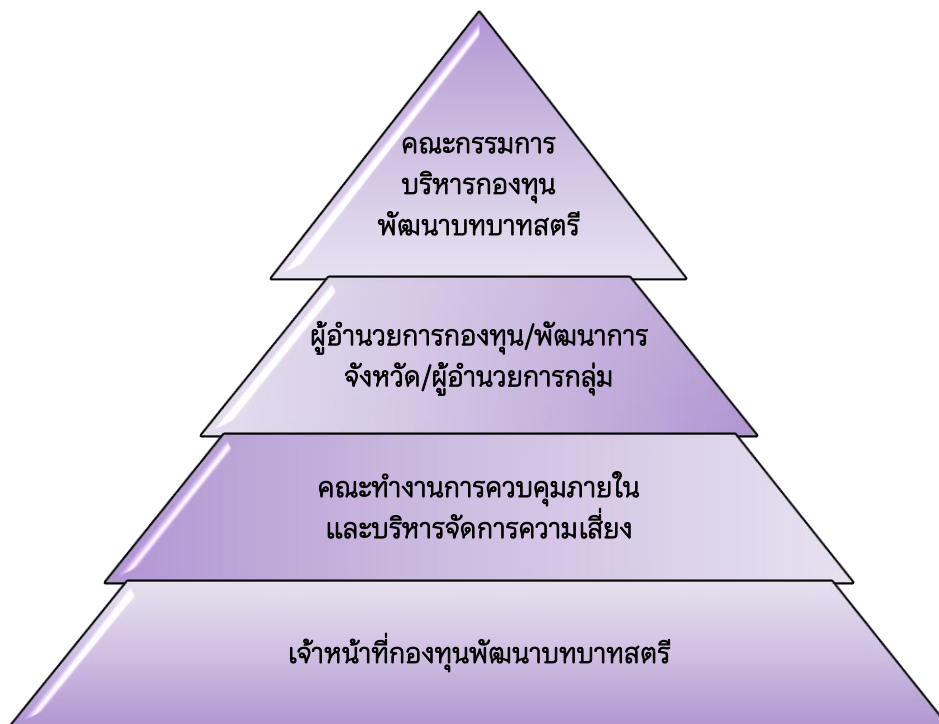 คณะกรรมการ
บริหารกองทุน
พัฒนาบทบาทสตรี
ผู้อำนวยการกองทุน/พัฒนาการ
จังหวัด/ผู้อำนวยการกลุ่ม
คณะทำงานการควบคุมภายใน
และบริหารจัดการความเสี่ยง
เจ้าหน้าที่กองทุนพัฒนาบทบาทสตรี